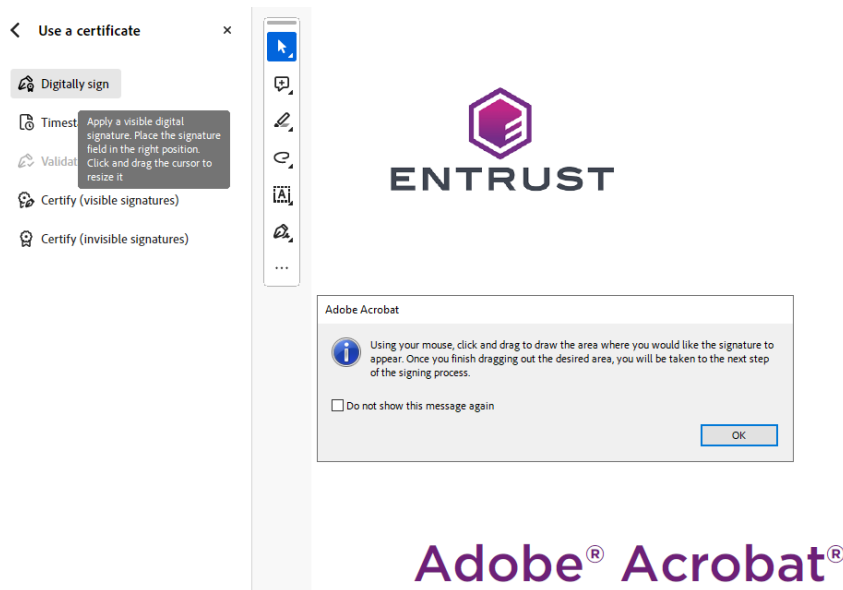 Use a certificate
Digitally sign
Timest
Apply a visible digital
signature. Place the signature
field in the right position.
Click and drag the cursor to
resize it
Validat
Certify (visible signatures)
Certify (invisible signatures)
A
ENTRUST
Adobe Acrobat
Using your mouse, click and drag to draw the area where you would like the signature to
appear. Once you finish dragging out the desired area, you will be taken to the next step
of the signing process.
Do not show this message again
OK
Adobe® Acrobat®